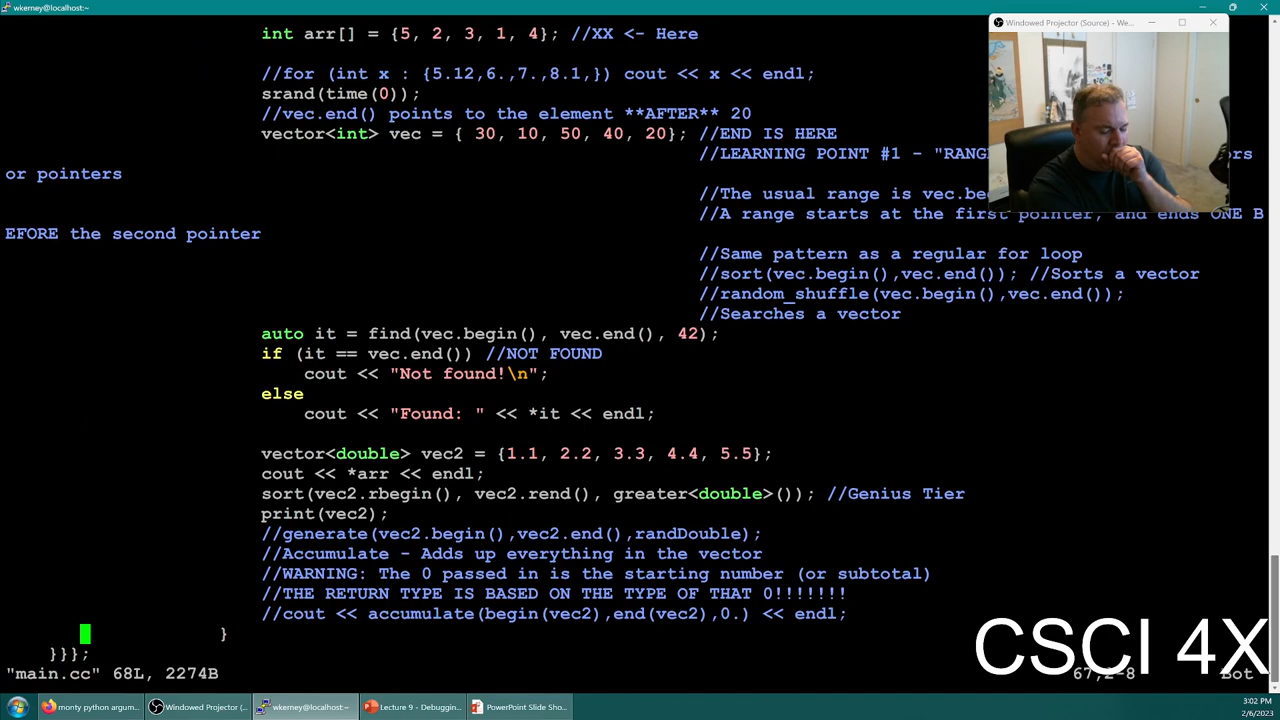 wkerney@localhost:~
Windowed Projector (Source) - We...
int arr[] = {5, 2, 3, 1, 4}; //XX <- Here
//for (int x : {5.12,6.,7.,8.1,}) cout << x << endl;
srand(time(0));
//vec.end() points to the element **AFTER** 20
vector<int> vec = { 30, 10, 50, 40, 20}; //END IS HERE
//LEARNING POINT #1 - "RANG
or pointers
//The usual range is vec.be
//A range starts at the first pointer, and ends ONE B
EFORE the second pointer
//Same pattern as a regular for loop
//sort(vec.begin(),vec.end()); //Sorts a vector
//random_shuffle(vec.begin(),vec.end());
//Searches a vector
auto it = find(vec.begin(), vec.end(), 42);
if (it == vec.end()) //NOT FOUND
cout << "Not found!\n";
else
cout << "Found: " << *it << endl;
vector<double> vec2 = {1.1, 2.2, 3.3, 4.4, 5.5};
cout << *arr << endl;
sort(vec2.rbegin(), vec2.rend(), greater<double>()); //Genius Tier
print(vec2);
//generate(vec2.begin(),vec2.end(),randDouble);
//Accumulate - Adds up everything in the vector
//WARNING: The 0 passed in is the starting number (or subtotal)
//THE RETURN TYPE IS BASED ON THE TYPE OF THAT 0!!!!!!!
//cout << accumulate(begin(vec2),end(vec2),0.) << endl;
}
}}};
"main.cc" 68L, 2274B
67,2-8
Bot
CSCI 4X
monty python argum...
Windowed Projector (...
wkerney@localhost:~
Lecture 9 - Debuggin...
PowerPoint Slide Sho...
3:02 PM
2/6/2023